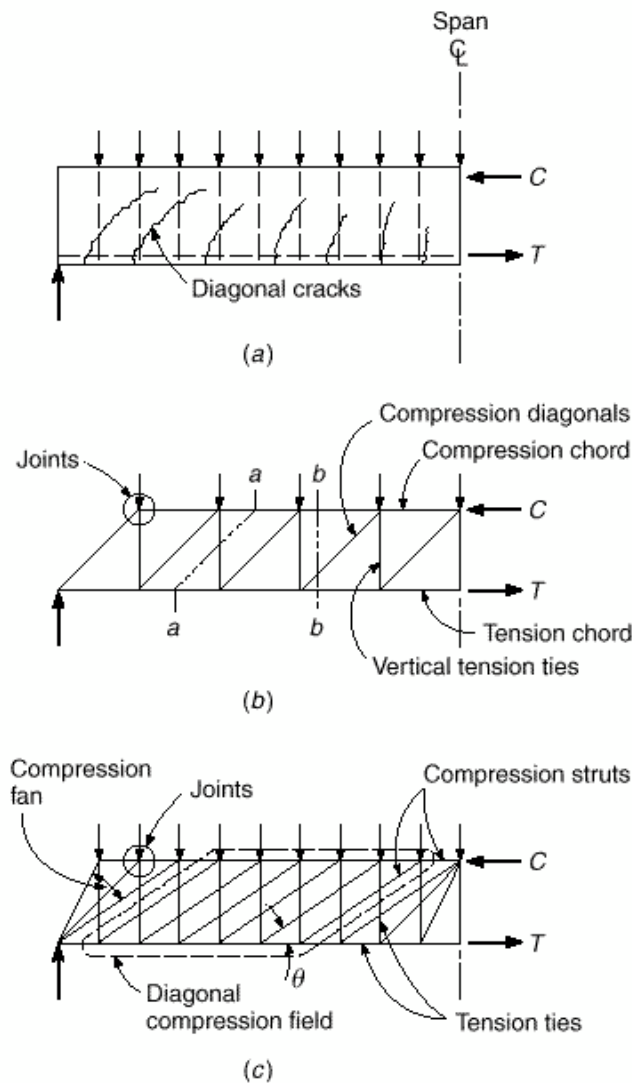 Span
℄
C
T
Diagonal cracks
(a)
Compression diagonals
Compression chord
Joints
a
b
C
T
a
b
Tension chord
Vertical tension ties
(b)
Compression
fan
Joints
Compression struts
C
T
θ
Diagonal
compression field
Tension ties
(c)